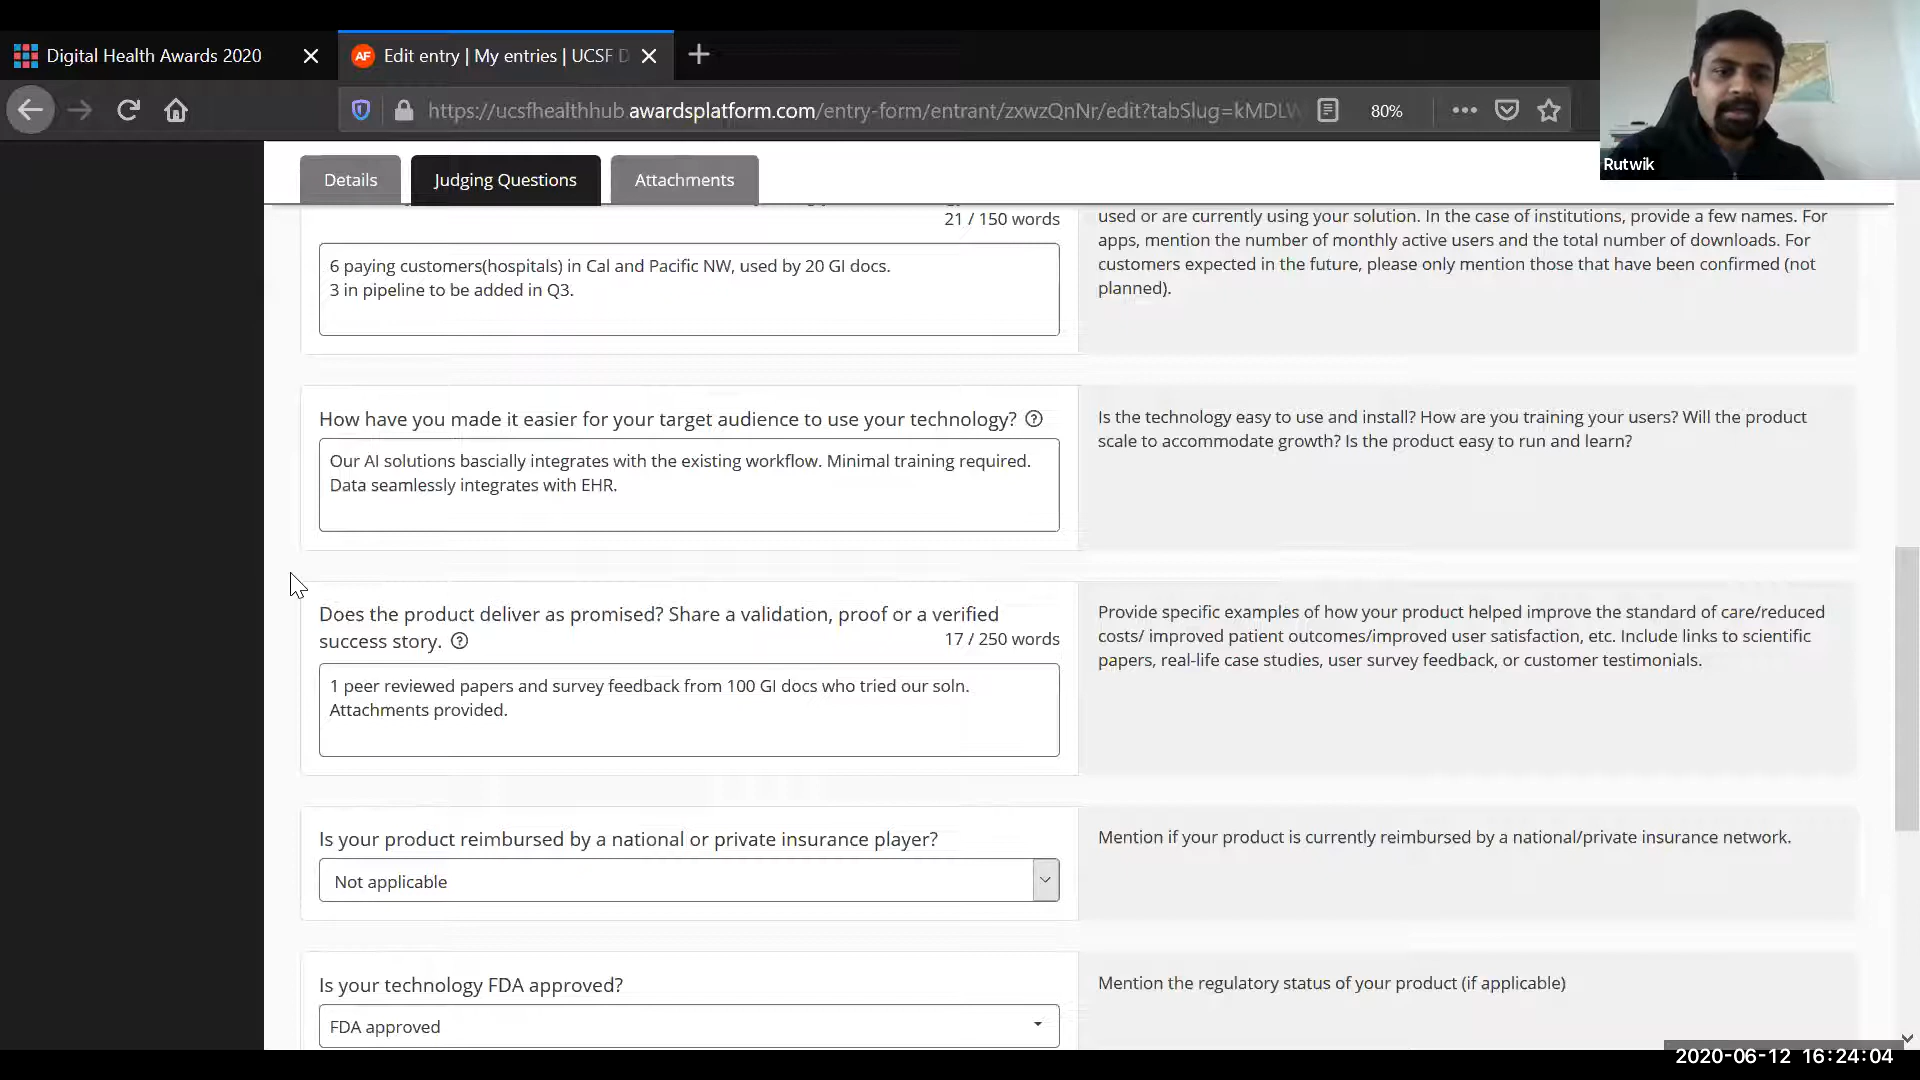 Digital Health Awards 2020
AF
Edit entry | My entries | UCSF D
https://ucsfhealthhub.awardsplatform.com/entry-form/entrant/zxwzQnNr/edit?tabSlug=kMDLW
80%
Rutwik
Details
Judging Questions
Attachments
21 / 150 words
used or are currently using your solution. In the case of institutions, provide a few names. For
apps, mention the number of monthly active users and the total number of downloads. For
customers expected in the future, please only mention those that have been confirmed (not
planned).
6 paying customers(hospitals) in Cal and Pacific NW, used by 20 GI docs.
3 in pipeline to be added in Q3.
How have you made it easier for your target audience to use your technology?
Is the technology easy to use and install? How are you training your users? Will the product
scale to accommodate growth? Is the product easy to run and learn?
Our AI solutions bascially integrates with the existing workflow. Minimal training required.
Data seamlessly integrates with EHR.
Does the product deliver as promised? Share a validation, proof or a verified
success story.
17 / 250 words
Provide specific examples of how your product helped improve the standard of care/reduced
costs/ improved patient outcomes/improved user satisfaction, etc. Include links to scientific
papers, real-life case studies, user survey feedback, or customer testimonials.
1 peer reviewed papers and survey feedback from 100 GI docs who tried our soln.
Attachments provided.
Is your product reimbursed by a national or private insurance player?
Mention if your product is currently reimbursed by a national/private insurance network.
Not applicable
Is your technology FDA approved?
Mention the regulatory status of your product (if applicable)
FDA approved
2020-06-12 16:24:04